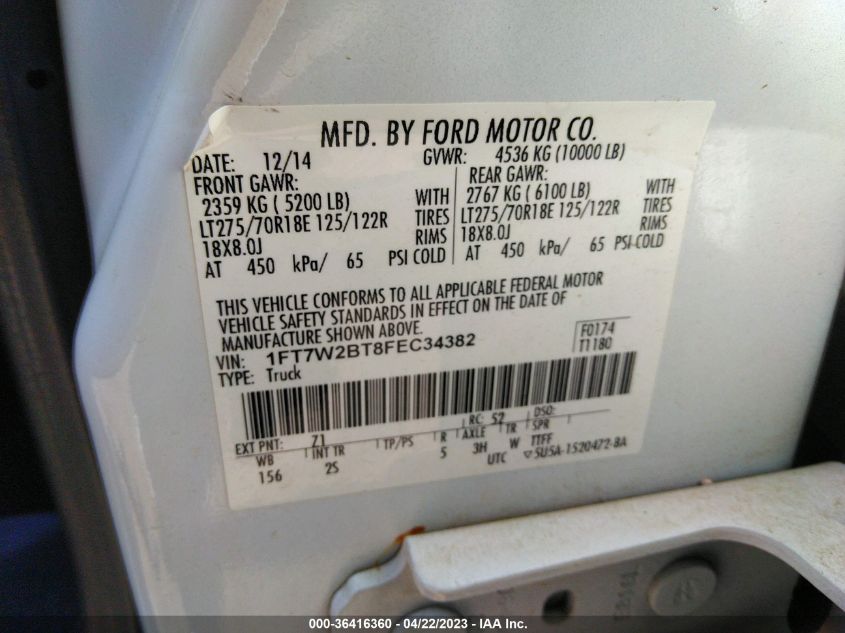 MFD. BY FORD MOTOR CO.
DATE: 12/14 GVWR: 4536 KG (10000 LB)
FRONT GAWR: REAR GAWR:
2359 KG ( 5200 LB) WITH 2767 KG ( 6100 LB) WITH
LT275/70R18E 125/122R TIRES LT275/70R18E 125/122R TIRES
18X8.0J RIMS 18X8.0J RIMS
AT 450 kPa/ 65 PSI COLD AT 450 kPa/ 65 PSI COLD
THIS VEHICLE CONFORMS TO ALL APPLICABLE FEDERAL MOTOR
VEHICLE SAFETY STANDARDS IN EFFECT ON THE DATE OF
MANUFACTURE SHOWN ABOVE.
VIN: 1FT7W2BT8FEC34382 F0174
TYPE: Truck T1180
EXT PNT: Z1 RC: 52 DSO:
WB INT TR TP/PS R AXLE TR SPR
156 2S 5 3H W TTFF
UTC ▽5U5A-1520472-BA
000-36416360 - 04/22/2023 - IAA Inc.